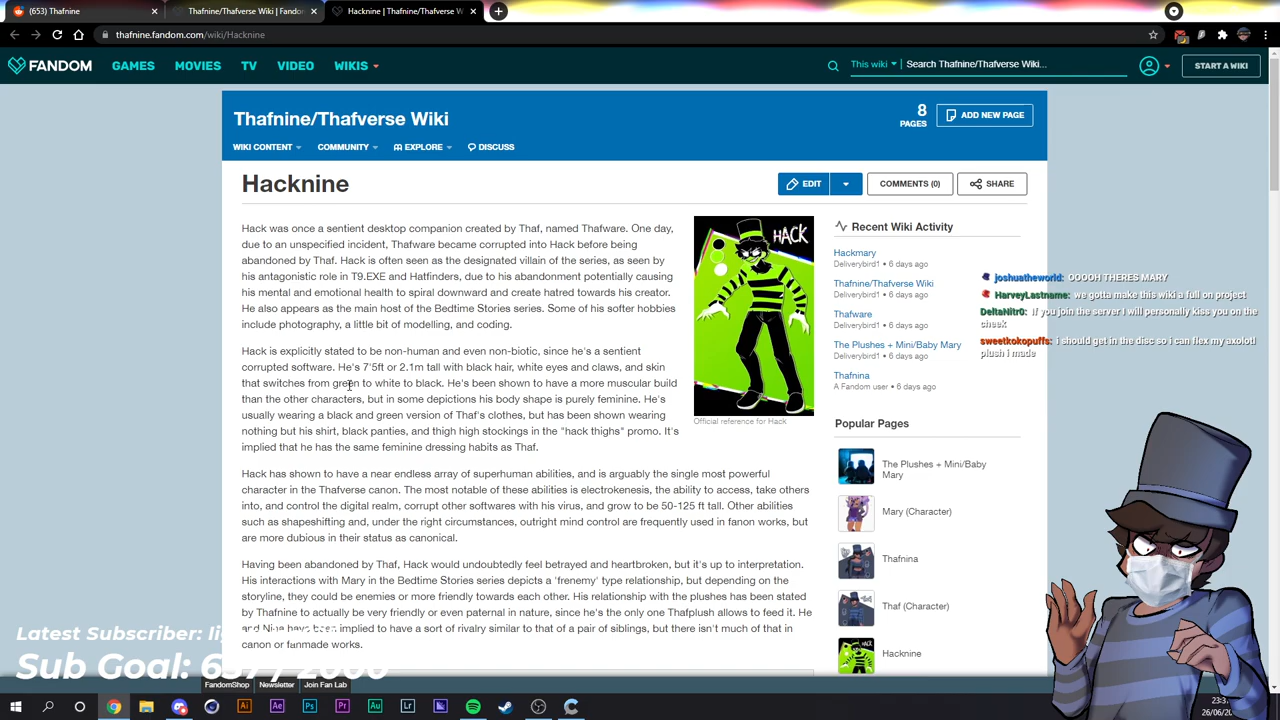 (653) Thafnine
Thafnine/Thafverse Wiki | Fando
Hacknine | Thafnine/Thafverse W
thafnine.fandom.com/wiki/Hacknine
FANDOM
GAMES
MOVIES
TV
VIDEO
WIKIS
This wiki
Search Thafnine/Thafverse Wiki...
START A WIKI
Thafnine/Thafverse Wiki
8
PAGES
ADD NEW PAGE
WIKI CONTENT
COMMUNITY
EXPLORE
DISCUSS
Hacknine
EDIT
COMMENTS (0)
SHARE
Hack was once a sentient desktop companion created by Thaf, named Thafware. One day,
due to an unspecified incident, Thafware became corrupted into Hack before being
abandoned by Thaf. Hack is often seen as the designated villain of the series, as seen by
his antagonistic role in T9.EXE and Hatfinders, due to his abandonment potentially causing
his mental and emotional health to spiral downward and create hatred towards his creator.
He also appears as the main host of the Bedtime Stories series. Some of his softer hobbies
include photography, a little bit of modelling, and coding.
Hack is explicitly stated to be non-human and even non-biotic, since he's a sentient
corrupted software. He's 7'5ft or 2.1m tall with black hair, white eyes and claws, and skin
that switches from green to white to black. He's been shown to have a more muscular build
than the other characters, but in some depictions his body shape is purely feminine. He's
usually wearing a black and green version of Thaf's clothes, but has been shown wearing
nothing but his shirt, black panties, and thigh high stockings in the "hack thighs" promo. It's
implied that he has the same feminine dressing habits as Thaf.
HACK
Official reference for Hack
Hack has shown to have a near endless array of superhuman abilities, and is arguably the single most powerful
character in the Thafverse canon. The most notable of these abilities is electrokenesis, the ability to access, take others
into, and control the digital realm, corrupt other softwares with his virus, and grow to be 50-125 ft tall. Other abilities
such as shapeshifting and, under the right circumstances, outright mind control are frequently used in fanon works, but
are more dubious in their status as canonical.
Having been abandoned by Thaf, Hack would undoubtedly feel betrayed and heartbroken, but it's up to interpretation.
His interactions with Mary in the Bedtime Stories series depicts a 'frenemy' type relationship, but depending on the
storyline, they could be enemies or more friendly towards each other. His relationship with the plushes has been stated
by Thafnine to actually be very friendly or even paternal in nature, since he's the only one Thafplush allows to feed it. He
and Nina have been implied to have a sort of rivalry similar to that of a pair of siblings, but there isn't much of that in
canon or fanmade works.
Recent Wiki Activity
Hackmary
Deliverybird1 • 6 days ago
Thafnine/Thafverse Wiki
Deliverybird1 • 6 days ago
Thafware
Deliverybird1 • 6 days ago
The Plushes + Mini/Baby Mary
Deliverybird1 • 6 days ago
Thafnina
A Fandom user • 6 days ago
Popular Pages
The Plushes + Mini/Baby
Mary
Mary (Character)
Thafnina
Thaf (Character)
Hacknine
joshuatheworld: OOOOH THERES MARY
HarveyLastname: we gotta make this wiki a full on project
DeltaNitr0: If you join the server I will personally kiss you on the
cheek
sweetkokopuffs: i should get in the disc so i can flex my axolotl
plush i made
Latest Subscriber:
Sub Goal:
FandomShop
Newsletter
Join Fan Lab
Ai
Ae
Ps
Pr
Au
Lr
23:3
26/06/20